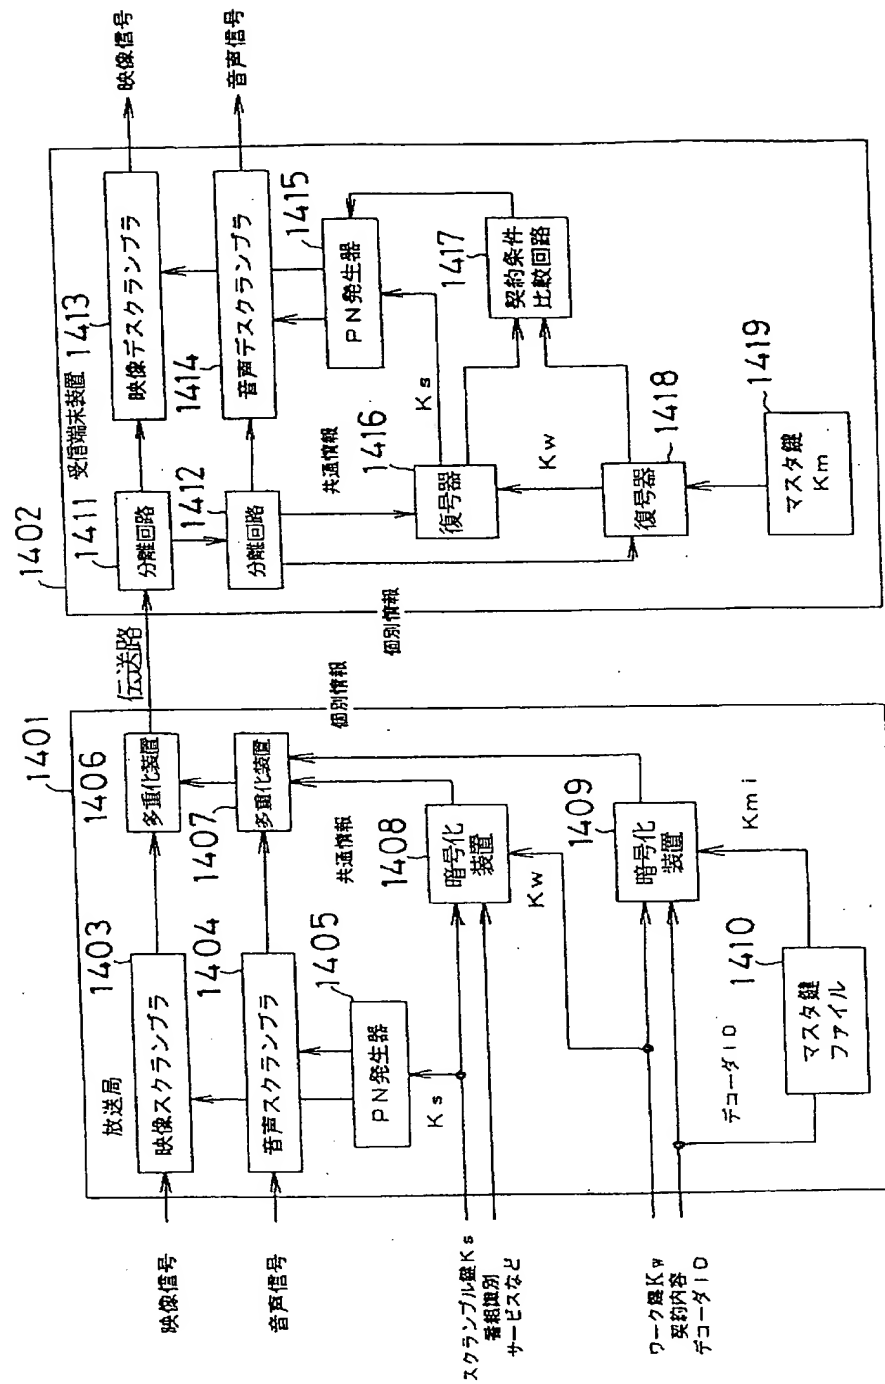 映像信号
音声信号
スクランブル鍵Ks
番組識別
サービスなど
ワーク鍵Kw
契約内容
デコーダID
1401
放送局
1403
映像スクランブラ
1404
音声スクランブラ
1405
PN発生器
Ks
1406
多重化装置
1407
多重化装置
共通情報
1408
暗号化
装置
Kw
1409
暗号化
装置
Kmi
デコーダID
1410
マスタ鍵
ファイル
個別情報
伝送路
個別情報
1402
受信端末装置
1411
分離回路
1412
分離回路
1413
映像デスクランブラ
1414
音声デスクランブラ
1415
PN発生器
Ks
共通情報
1416
復号器
Kw
1417
契約条件
比較回路
1418
復号器
1419
マスタ鍵
Km
映像信号
音声信号